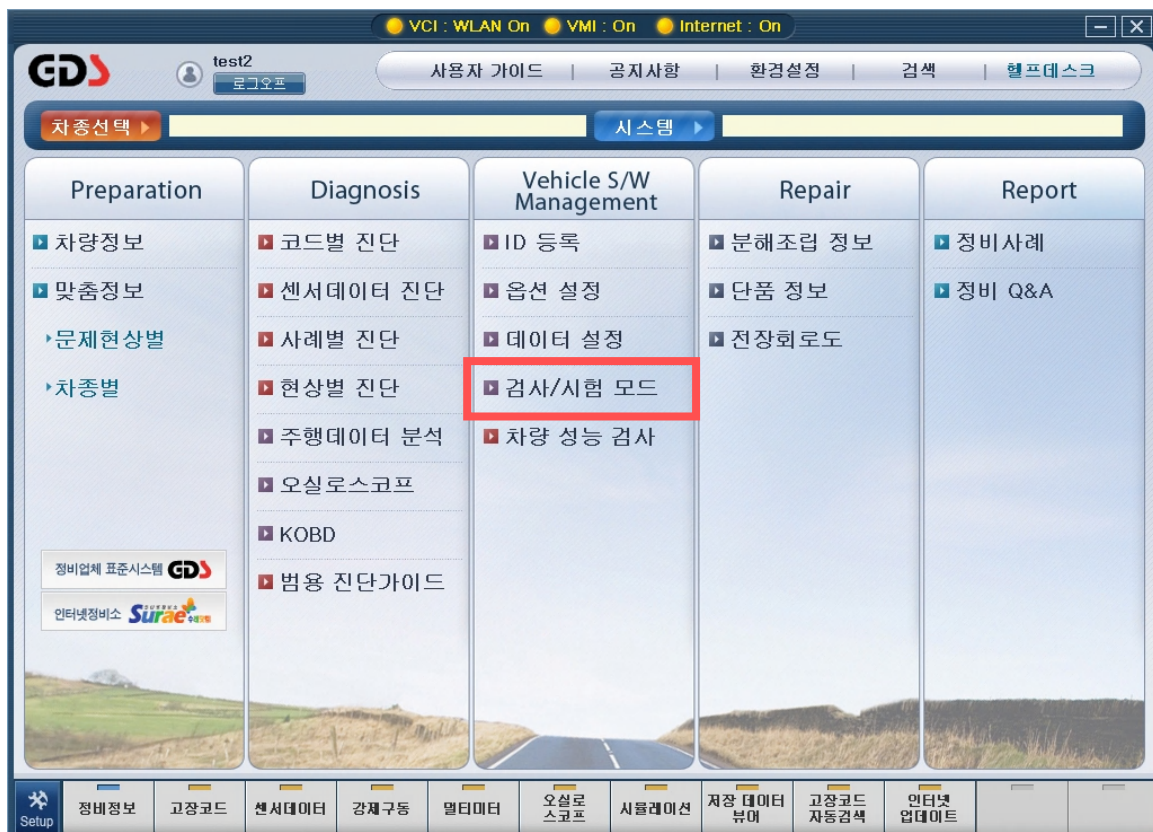 VCI : WLAN On VMI : On Internet : On
GDS
test2
로그오프
사용자 가이드 | 공지사항 | 환경설정 | 검색 | 헬프데스크
차종선택
시스템
Preparation
차량정보
맞춤정보
문제현상별
차종별
정비업체 표준시스템 GDS
인터넷정비소 Surae
Diagnosis
코드별 진단
센서데이터 진단
사례별 진단
현상별 진단
주행데이터 분석
오실로스코프
KOBD
범용 진단가이드
Vehicle S/W
Management
ID 등록
옵션 설정
데이터 설정
검사/시험 모드
차량 성능 검사
Repair
분해조립 정보
단품 정보
전장회로도
Report
정비사례
정비 Q&A
Setup
정비정보
고장코드
센서데이터
강제구동
멀티미터
오실로
스코프
시뮬레이션
저장 데이터
뷰어
고장코드
자동검색
인터넷
업데이트